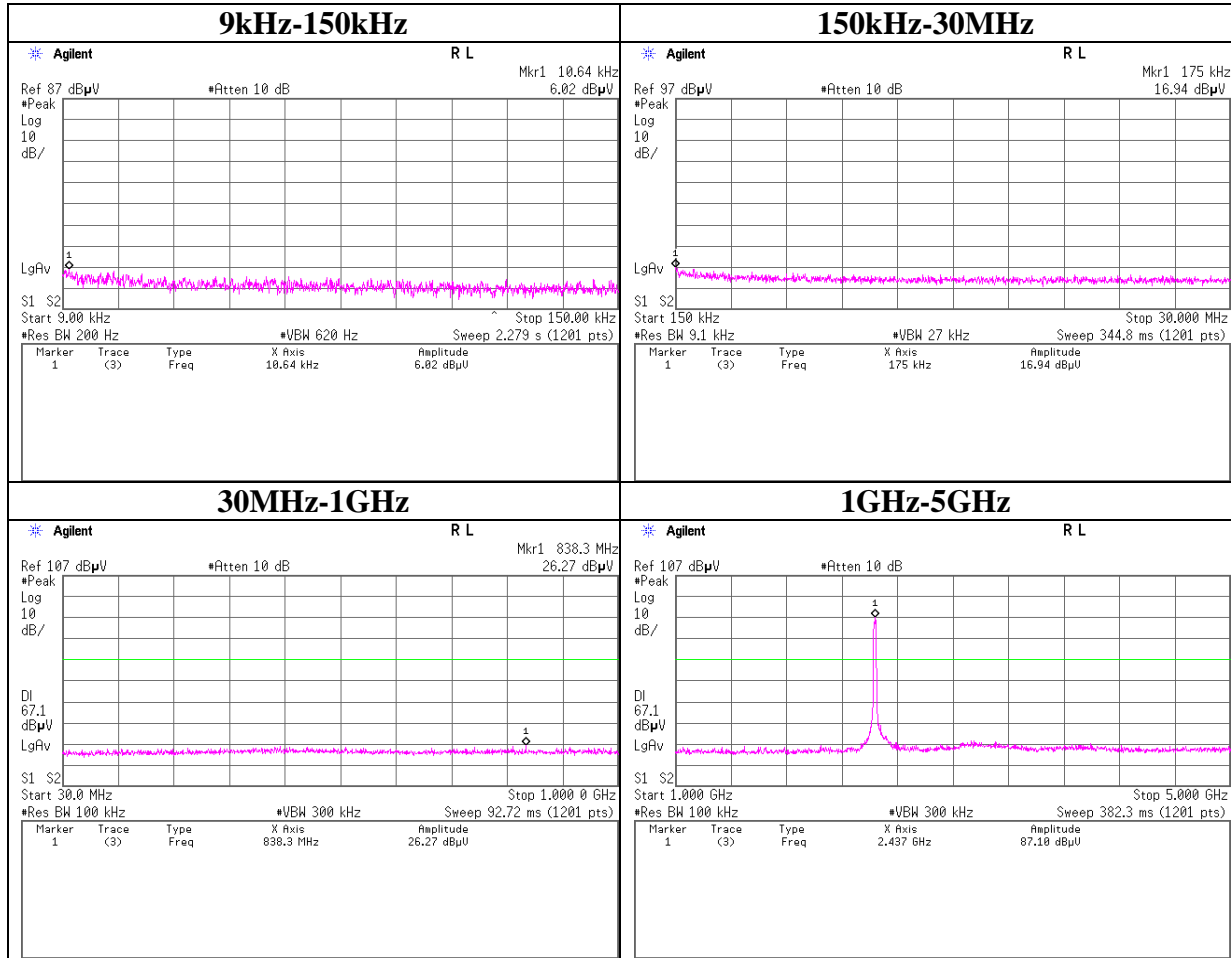 9kHz-150kHz
Agilent R L
Mkr1 10.64 kHz
Ref 87 dBµV #Atten 10 dB 6.02 dBµV
#Peak
Log
10
dB/
1
LgAv
S1 S2
Start 9.00 kHz ^ Stop 150.00 kHz
#Res BW 200 Hz #VBW 620 Hz Sweep 2.279 s (1201 pts)
Marker Trace Type X Axis Amplitude
1 (3) Freq 10.64 kHz 6.02 dBµV
150kHz-30MHz
Agilent R L
Mkr1 175 kHz
Ref 97 dBµV #Atten 10 dB 16.94 dBµV
#Peak
Log
10
dB/
1
LgAv
S1 S2
Start 150 kHz Stop 30.000 MHz
#Res BW 9.1 kHz #VBW 27 kHz Sweep 344.8 ms (1201 pts)
Marker Trace Type X Axis Amplitude
1 (3) Freq 175 kHz 16.94 dBµV
30MHz-1GHz
Agilent R L
Mkr1 838.3 MHz
Ref 107 dBµV #Atten 10 dB 26.27 dBµV
#Peak
Log
10
dB/
DI
67.1
dBµV
1
LgAv
S1 S2
Start 30.0 MHz Stop 1.000 0 GHz
#Res BW 100 kHz #VBW 300 kHz Sweep 92.72 ms (1201 pts)
Marker Trace Type X Axis Amplitude
1 (3) Freq 838.3 MHz 26.27 dBµV
1GHz-5GHz
Agilent R L
Ref 107 dBµV #Atten 10 dB
#Peak
Log
10
dB/
1
DI
67.1
dBµV
LgAv
S1 S2
Start 1.000 GHz Stop 5.000 GHz
#Res BW 100 kHz #VBW 300 kHz Sweep 382.3 ms (1201 pts)
Marker Trace Type X Axis Amplitude
1 (3) Freq 2.437 GHz 87.10 dBµV